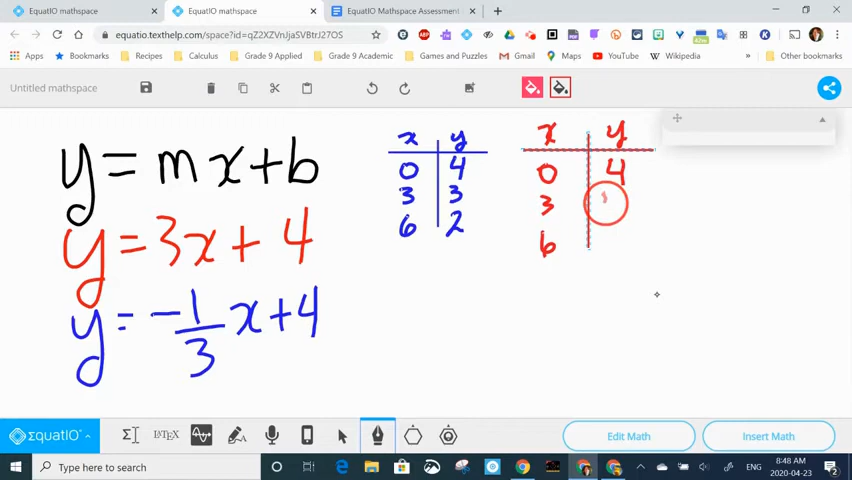 EquatIO mathspace × EquatIO mathspace × EquatIO Mathspace Assessment × +
equatio.texthelp.com/space?id=qZ2XZVnJjaSVBtrJ27OS
Apps Bookmarks Recipes Calculus Grade 9 Applied Grade 9 Academic Games and Puzzles Gmail Maps YouTube Wikipedia » Other bookmarks
Untitled mathspace
y=mx+b
y=3x+4
y=-1/3x+4
x y
0 4
3 3
6 2
x y
0 4
3
6
EQUATIO Σ LATEX Edit Math Insert Math
Type here to search
ENG 8:48 AM
2020-04-23